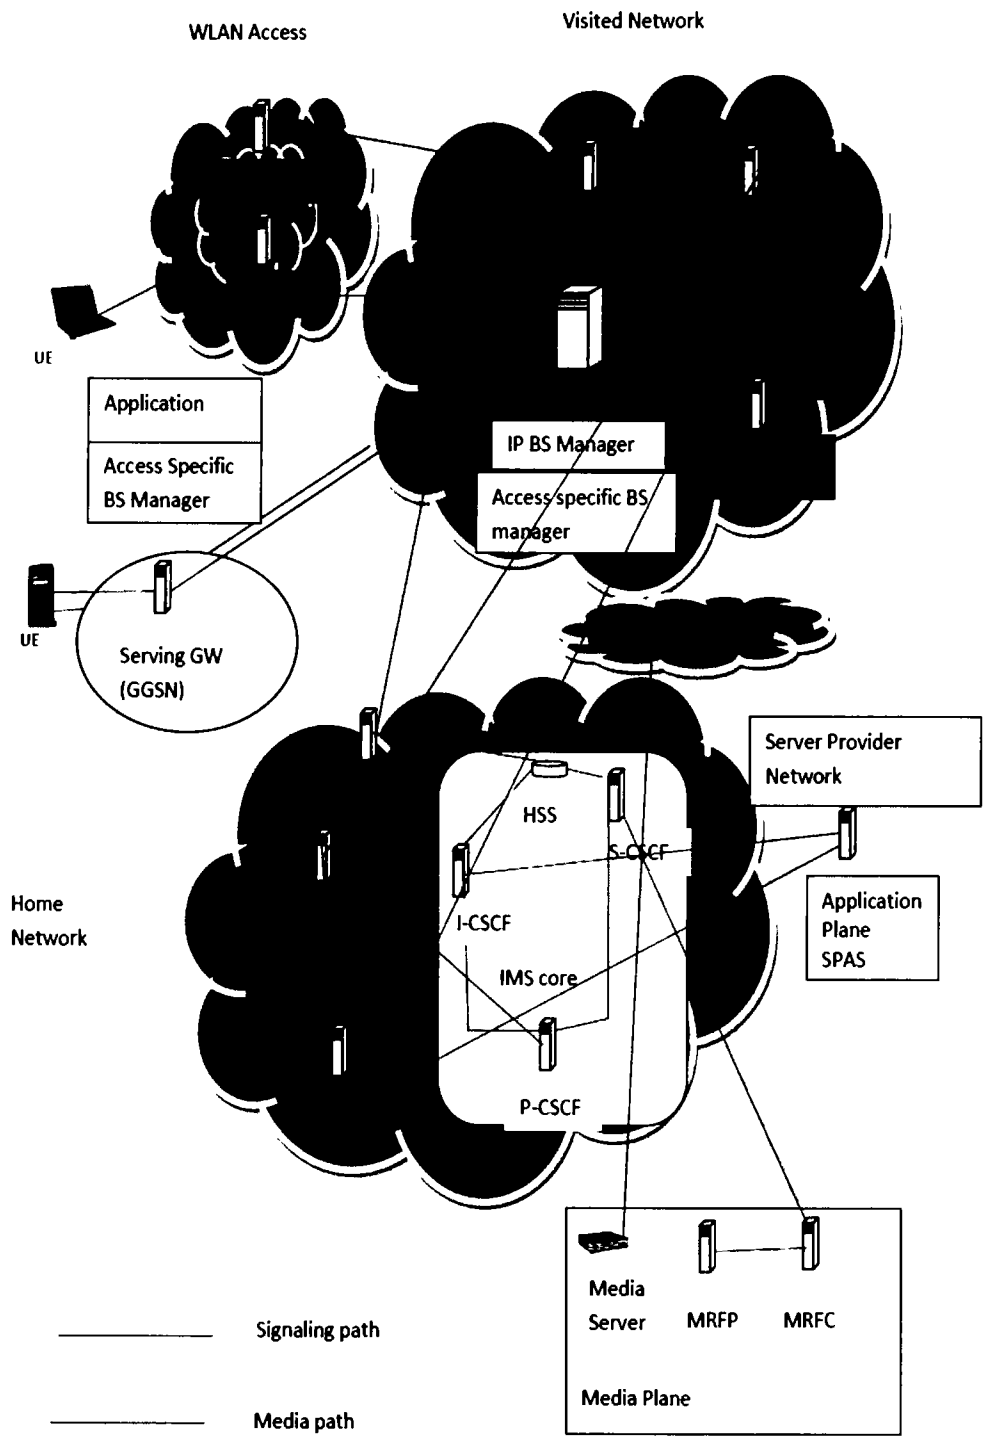 WLAN Access
Visited Network
UE
Application
Access Specific
BS Manager
IP BS Manager
Access specific BS
manager
UE
Serving GW
(GGSN)
Server Provider
Network
HSS
S-CSCF
Home
Network
I-CSCF
Application
Plane
SPAS
IMS core
P-CSCF
Media
Server
MRFP
MRFC
Signaling path
Media Plane
Media path